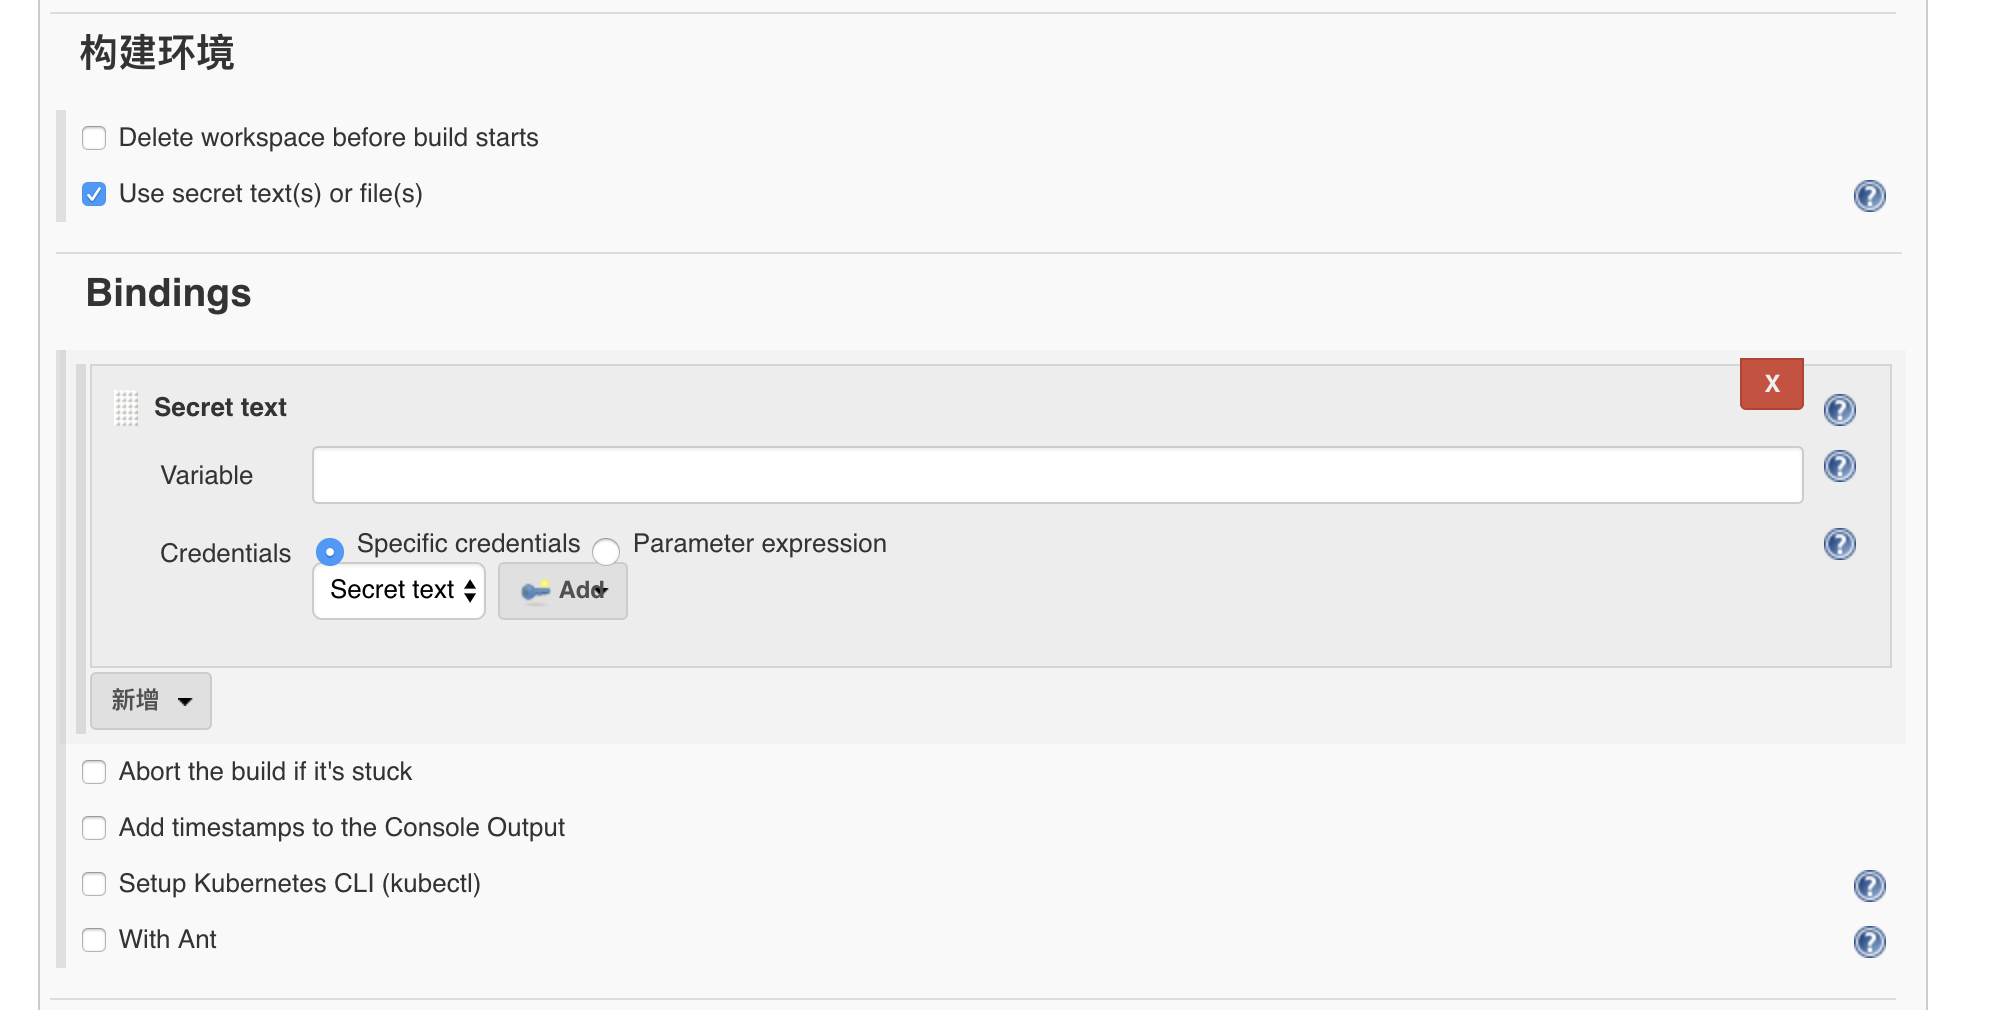 构建环境
Delete workspace before build starts
Use secret text(s) or file(s)
?
Bindings
X
Secret text
?
Variable
?
Credentials
Specific credentials
Parameter expression
?
Secret text
Add
新增
Abort the build if it's stuck
Add timestamps to the Console Output
Setup Kubernetes CLI (kubectl)
?
With Ant
?